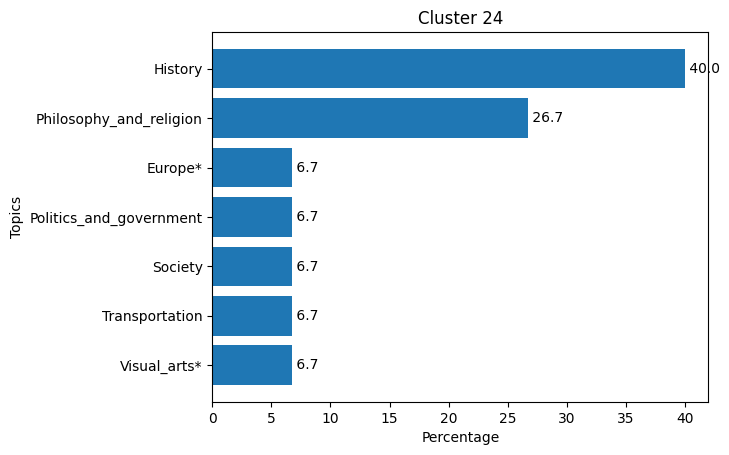 Cluster 24
History 40.0
Philosophy_and_religion 26.7
Europe* 6.7
Politics_and_government 6.7
Society 6.7
Transportation 6.7
Visual_arts* 6.7
Topics
0 5 10 15 20 25 30 35 40
Percentage